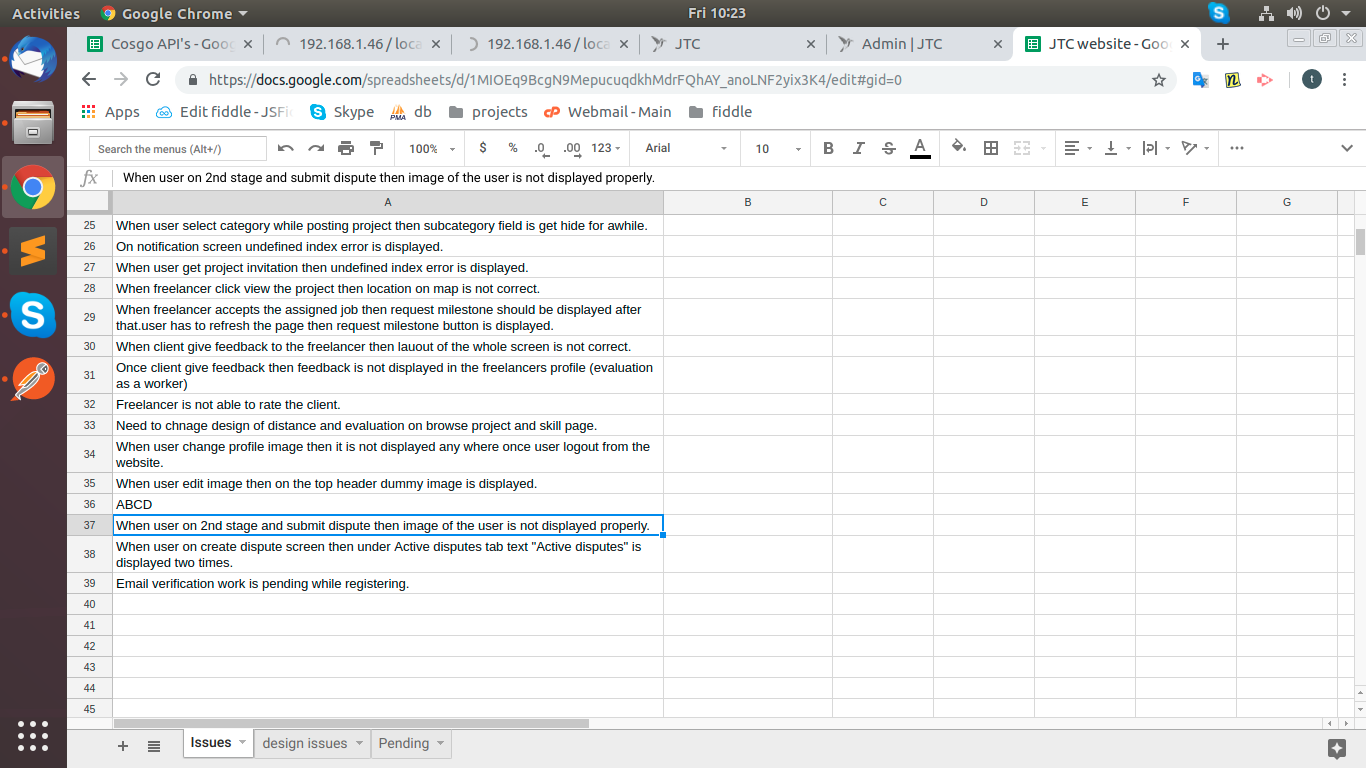 Activities
Google Chrome
Fri 10:23
Cosgo API's - Goog
192.168.1.46 / loca
192.168.1.46 / loca
JTC
Admin | JTC
JTC website - Goo
https://docs.google.com/spreadsheets/d/1MIOEq9BcgN9MepucuqdkhMdrFQhAY_anoLNF2yix3K4/edit#gid=0
t
Apps
Edit fiddle - JSFi
Skype
PMA
db
projects
cP
Webmail - Main
fiddle
Search the menus (Alt+/)
100%
$
%
.0
.00
123
Arial
10
B
I
S
A
fx
When user on 2nd stage and submit dispute then image of the user is not displayed properly.
A
B
C
D
E
F
G
25 When user select category while posting project then subcategory field is get hide for awhile.
26 On notification screen undefined index error is displayed.
27 When user get project invitation then undefined index error is displayed.
28 When freelancer click view the project then location on map is not correct.
29 When freelancer accepts the assigned job then request milestone should be displayed after
that.user has to refresh the page then request milestone button is displayed.
30 When client give feedback to the freelancer then lauout of the whole screen is not correct.
31 Once client give feedback then feedback is not displayed in the freelancers profile (evaluation
as a worker)
32 Freelancer is not able to rate the client.
33 Need to chnage design of distance and evaluation on browse project and skill page.
34 When user change profile image then it is not displayed any where once user logout from the
website.
35 When user edit image then on the top header dummy image is displayed.
36 ABCD
37 When user on 2nd stage and submit dispute then image of the user is not displayed properly.
38 When user on create dispute screen then under Active disputes tab text "Active disputes" is
displayed two times.
39 Email verification work is pending while registering.
40
41
42
43
44
45
Issues
design issues
Pending